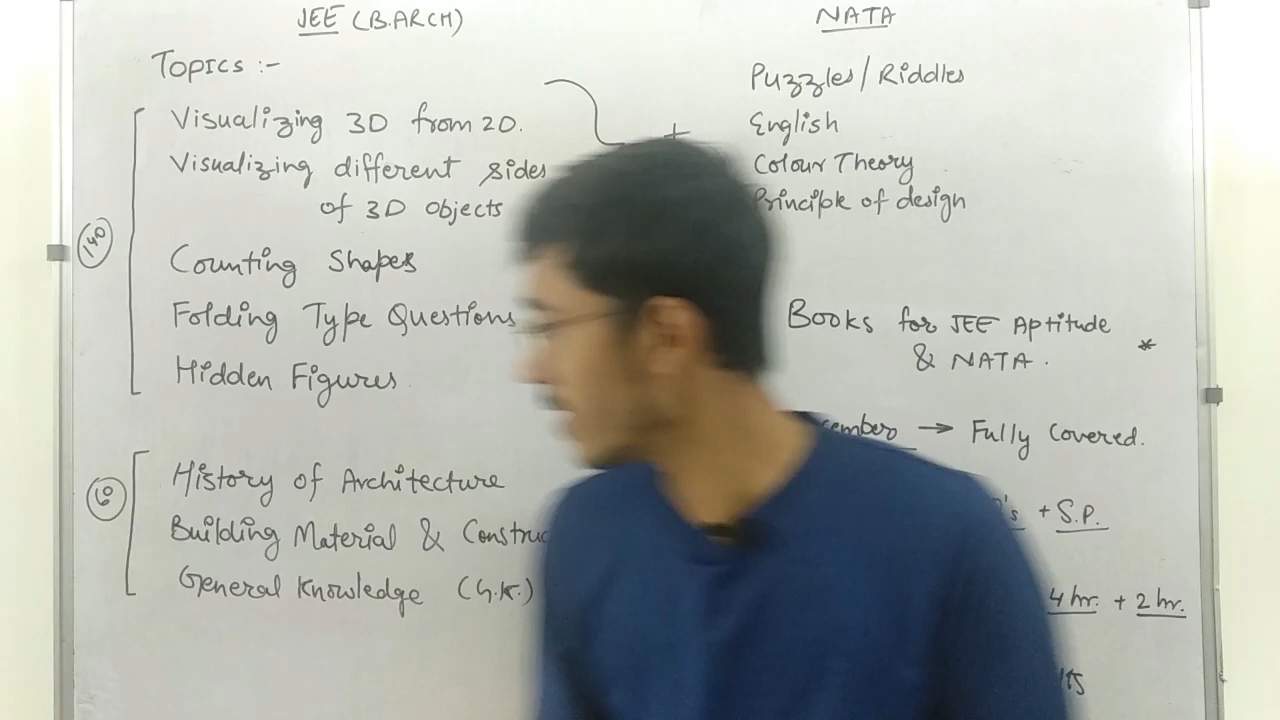 JEE (B.ARCH)
Topics :-
Visualizing 3D from 2D.
Visualizing different sides
of 3D Objects
Counting Shapes
Folding Type Questions
Hidden Figures
140
History of Architecture
Building Material &
General Knowledge (G.K.)
60
+
NATA
Puzzles/Riddles
English
Colour Theory
Principle of design
Books for JEE Aptitude *
& NATA.
→ Fully Covered.
+ S.P.
4 hr. + 2 hr.